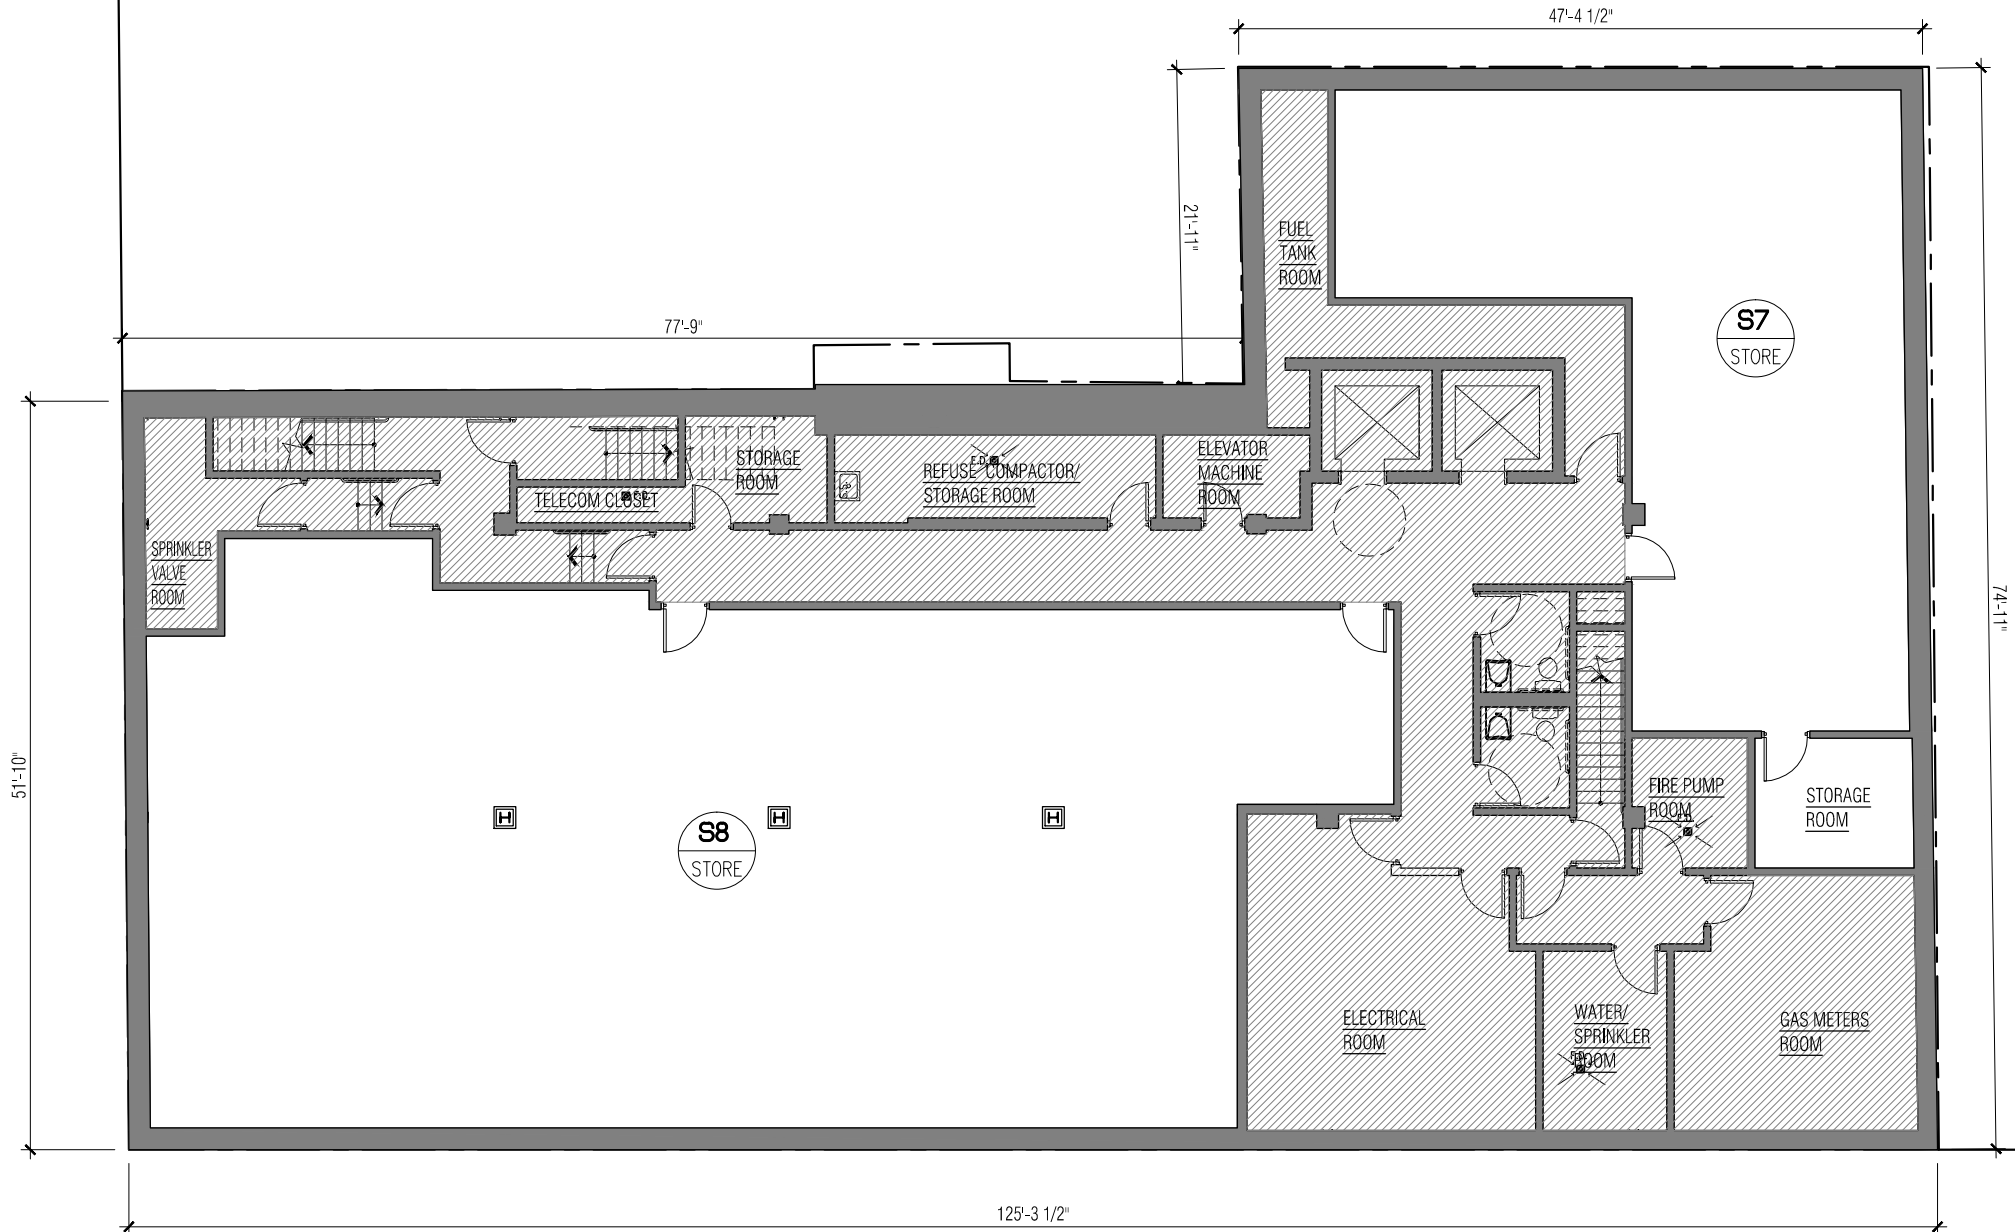 47'-4 1/2"
21'-11"
FUEL
TANK
ROOM
S7
STORE
77'-9"
ELEVATOR
MACHINE
ROOM
STORAGE
ROOM
F.D.
REFUSE COMPACTOR/
STORAGE ROOM
TELECOM CLOSET
SPRINKLER
VALVE
ROOM
74'-11"
51'-10"
FIRE PUMP
ROOM
F.D.
STORAGE
ROOM
S8
STORE
H
H
H
ELECTRICAL
ROOM
WATER/
SPRINKLER
ROOM
F.D.
GAS METERS
ROOM
125'-3 1/2"